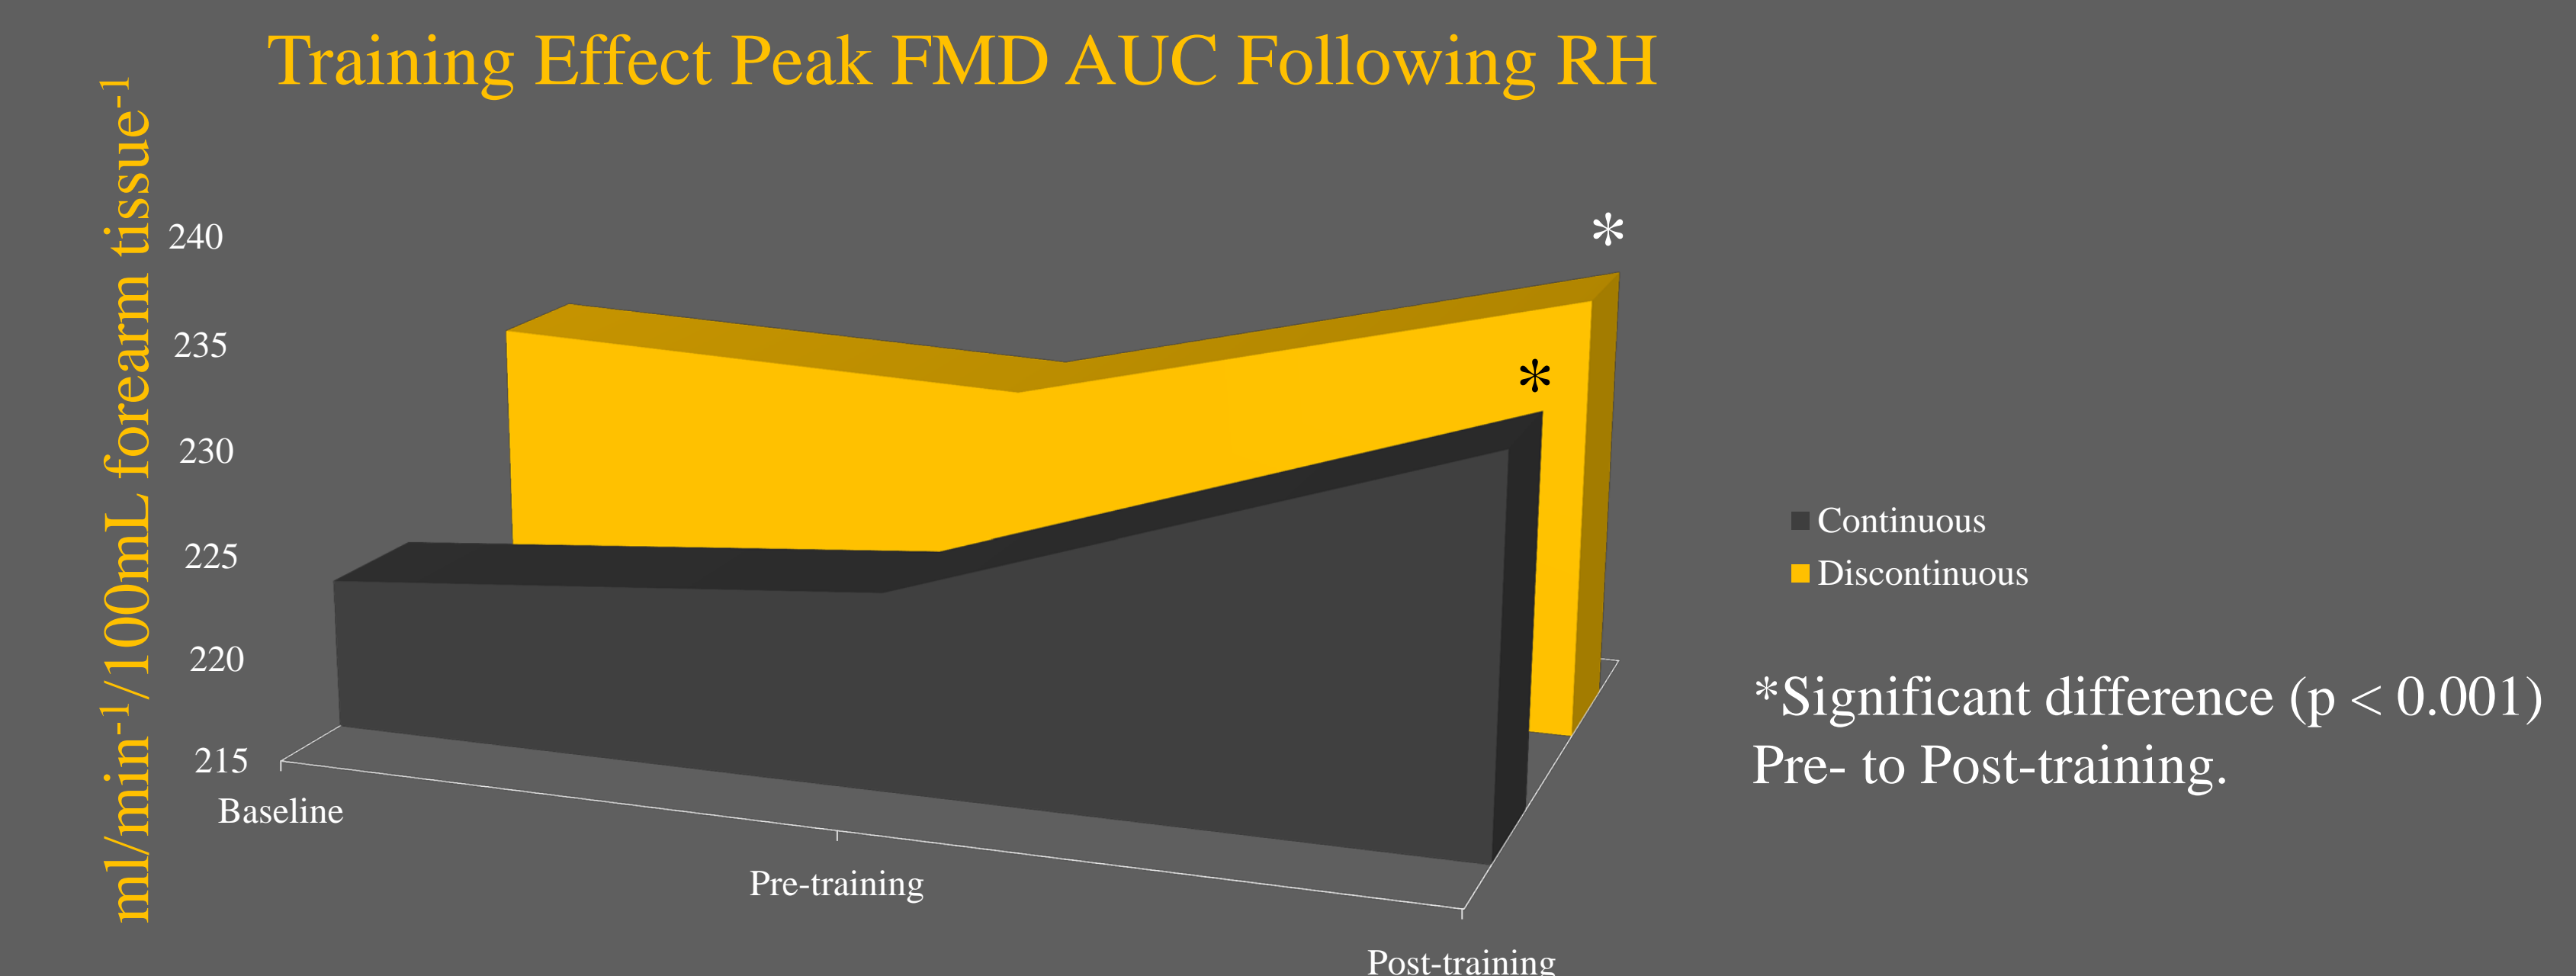 Training Effect Peak FMD AUC Following RH
ml/min-1/100mL forearm tissue-1
240
235
230
225
220
215
*
*
Baseline
Pre-training
Post-training
Continuous
Discontinuous
*Significant difference (p < 0.001)
Pre- to Post-training.